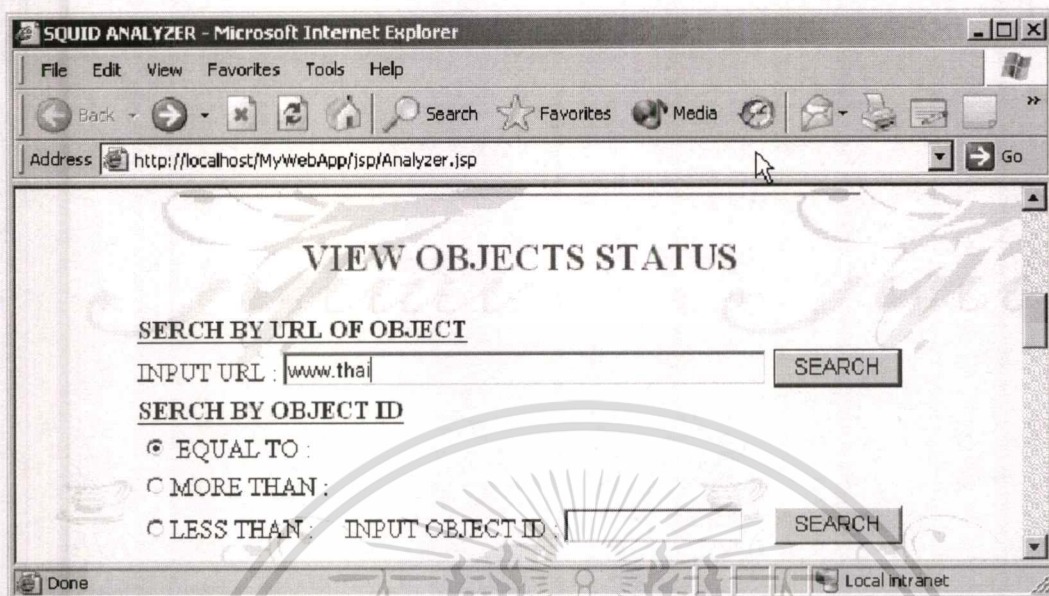 SQUID ANALYZER - Microsoft Internet Explorer
File Edit View Favorites Tools Help
Back Search Favorites Media »
Address http://localhost/MyWebApp/jsp/Analyzer.jsp Go
VIEW OBJECTS STATUS
SERCH BY URL OF OBJECT
INPUT URL : www.thai SEARCH
SERCH BY OBJECT ID
EQUAL TO :
MORE THAN :
LESS THAN : INPUT OBJECT ID : SEARCH
Done Local intranet